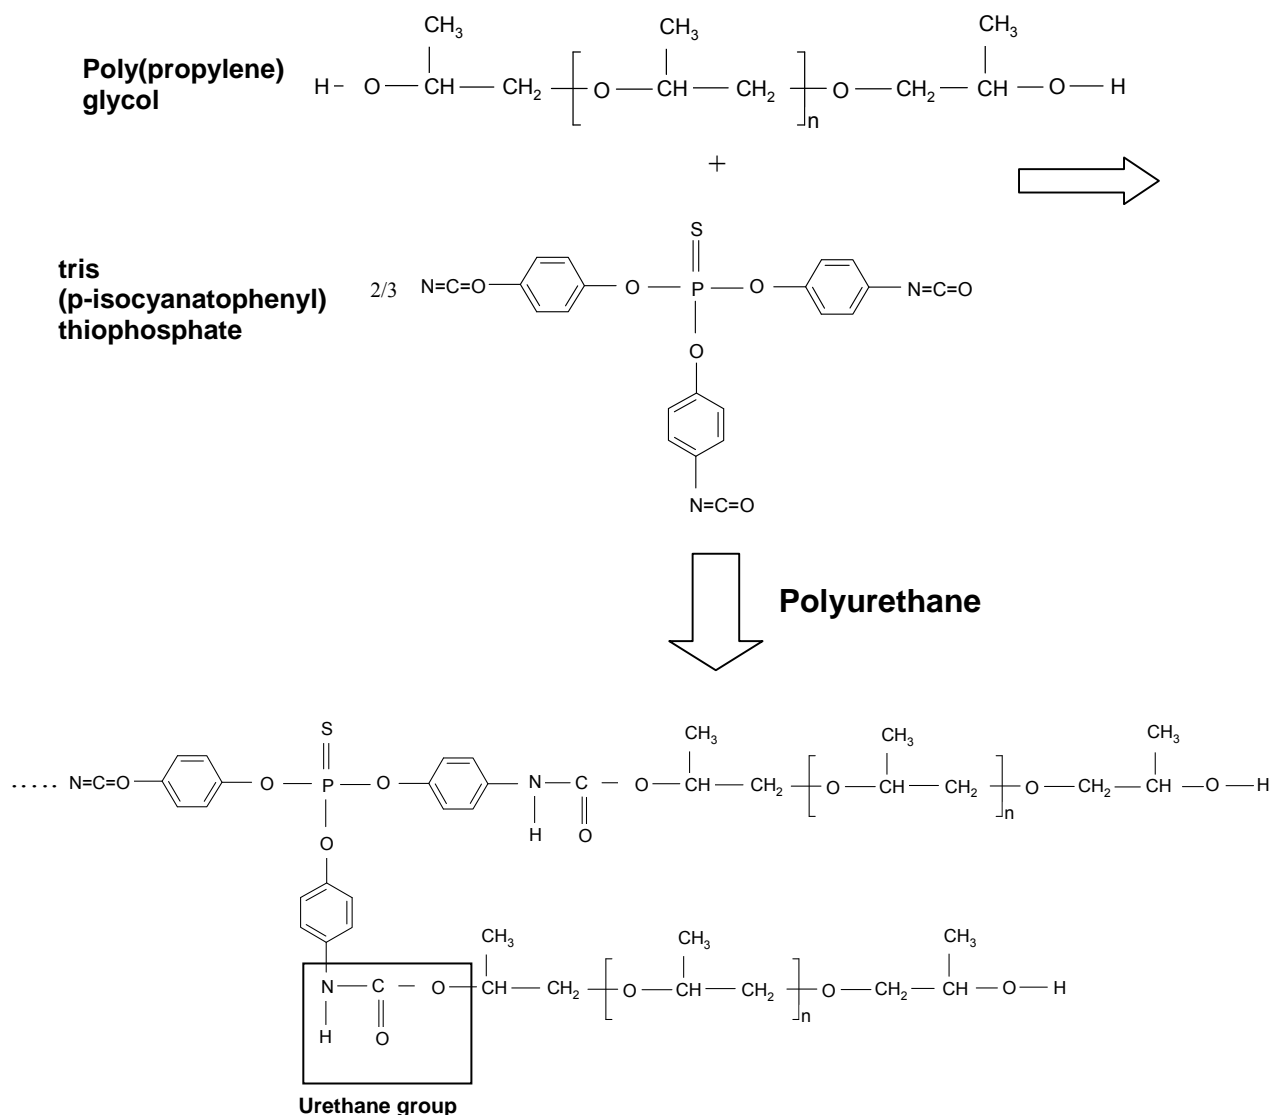 CH3 CH3 CH3
Poly(propylene)
glycol
H- O—CH—CH2—[O—CH—CH2]n—O—CH2—CH—O—H
+
S
tris
(p-isocyanatophenyl)
thiophosphate
2/3 N=C=O O—P—O N=C=O
O
N=C=O
Polyurethane
S CH3 CH3 CH3
..... N=C=O O—P—O N—C—O—CH—CH2—[O—CH—CH2]n—O—CH2—CH—O—H
H O
O
CH3 CH3 CH3
N—C—O—CH—CH2—[O—CH—CH2]n—O—CH2—CH—O—H
H O
Urethane group